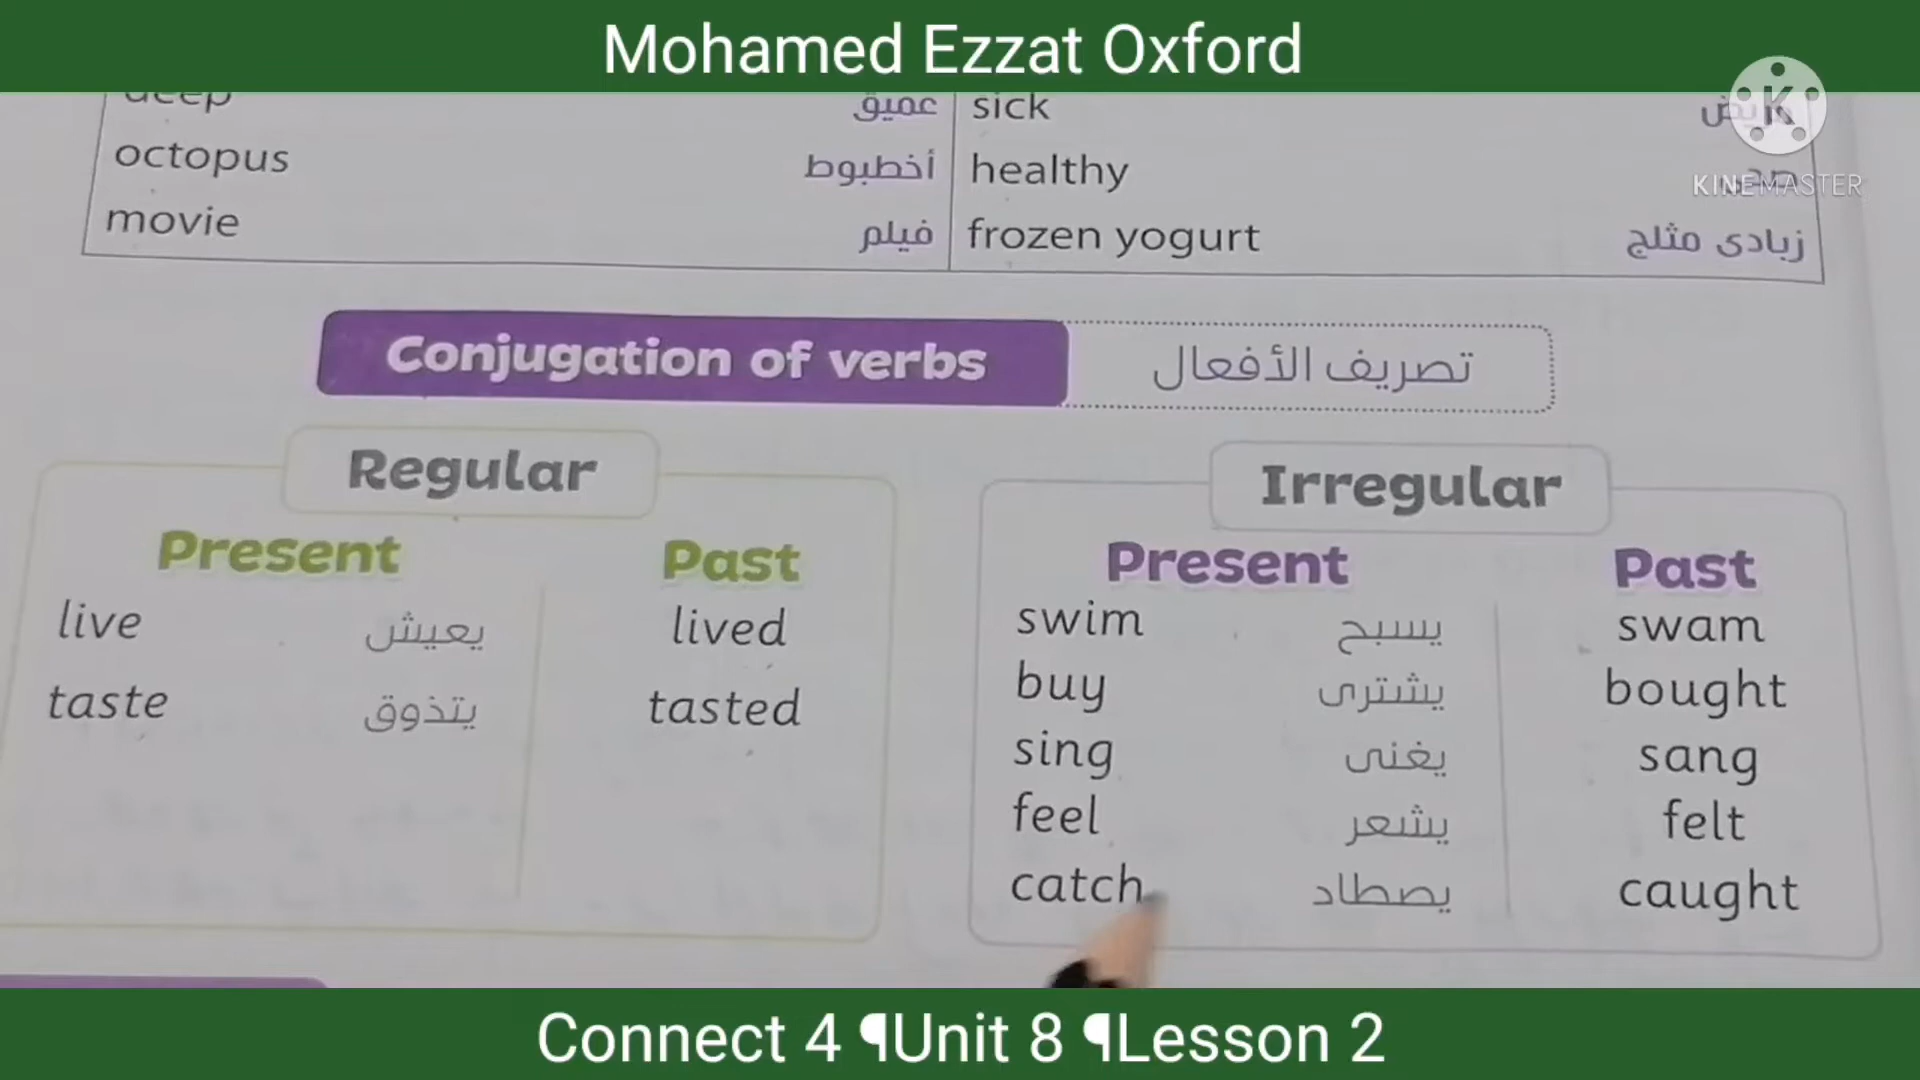 Mohamed Ezzat Oxford
deep عميق sick
octopus أخطبوط healthy
movie فيلم frozen yogurt زبادى مثلج
KINEMASTER
Conjugation of verbs تصريف الأفعال
Regular
Present Past
live يعيش lived
taste يتذوق tasted
Irregular
Present Past
swim يسبح swam
buy يشترى bought
sing يغنى sang
feel يشعر felt
catch يصطاد caught
Connect 4 ¶Unit 8 ¶Lesson 2